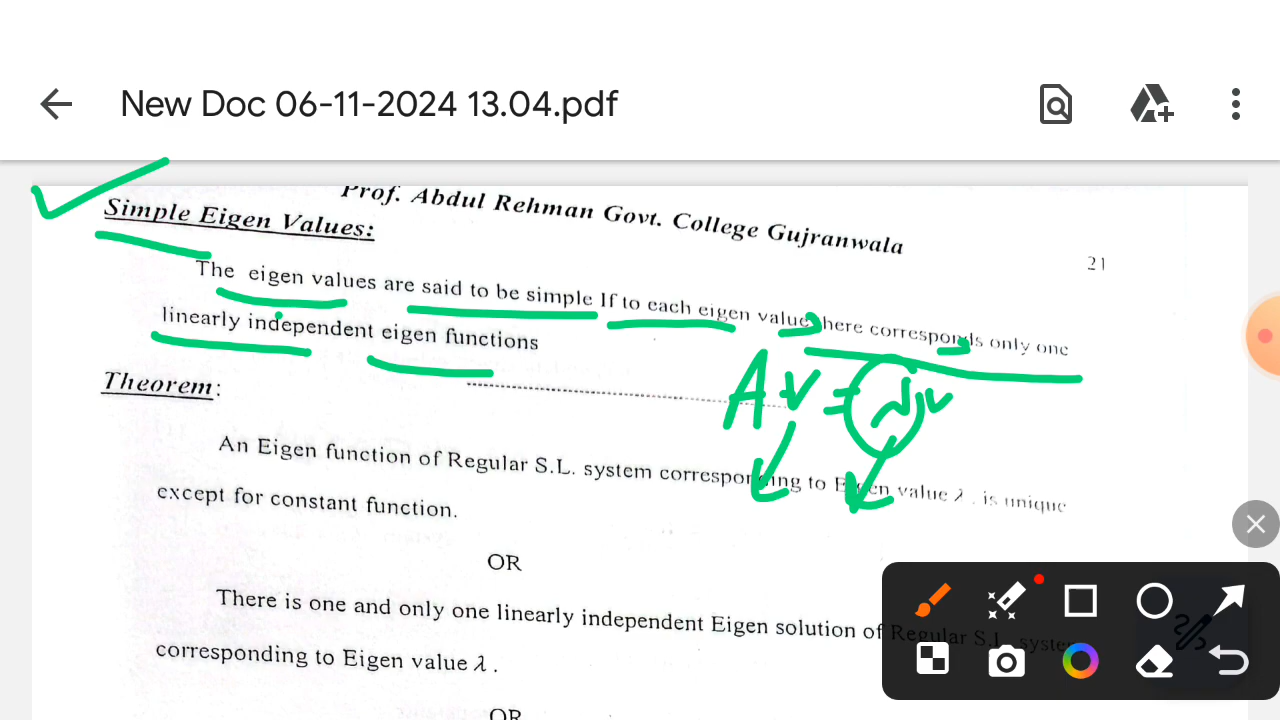 New Doc 06-11-2024 13.04.pdf
Prof. Abdul Rehman Govt. College Gujranwala
21
Simple Eigen Values:
The eigen values are said to be simple If to each eigen value there corresponds only one
linearly independent eigen functions
Av = λv
Theorem:
An Eigen function of Regular S.L. system corresponding to Eigen value λ . is unique
except for constant function.
OR
There is one and only one linearly independent Eigen solution of Regular S.L. system
corresponding to Eigen value λ .
OR